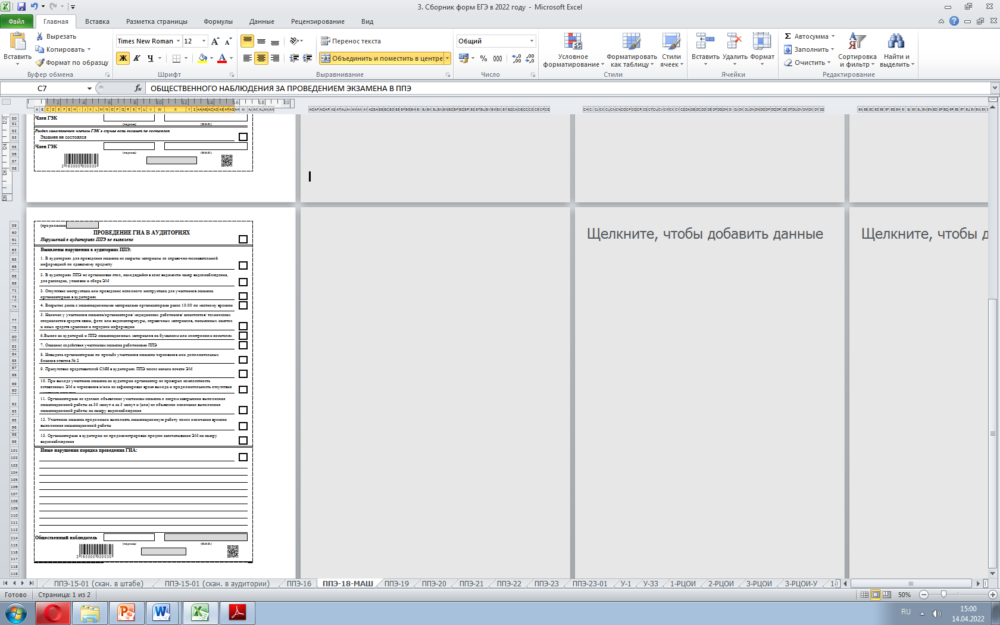 3. Сборник форм ЕГЭ в 2022 году - Microsoft Excel
Файл Главная Вставка Разметка страницы Формулы Данные Рецензирование Вид
Вставить
Вырезать
Копировать
Формат по образцу
Буфер обмена
Times New Roman 12
Ж К Ч
Шрифт
Перенос текста
Объединить и поместить в центре
Выравнивание
Общий
% 000
Число
Условное форматирование
Форматировать как таблицу
Стили ячеек
Стили
Вставить Удалить Формат
Ячейки
Автосумма
Заполнить
Очистить
Сортировка и фильтр
Найти и выделить
Редактирование
C7 fx ОБЩЕСТВЕННОГО НАБЛЮДЕНИЯ ЗА ПРОВЕДЕНИЕМ ЭКЗАМЕНА В ППЭ
Член ГЭК
(подпись) (Ф.И.О.)
Раздел заполняется членом ГЭК в случае если экзамен не состоялся
Экзамен не состоялся
Член ГЭК
(подпись) (Ф.И.О.)
2 160000 000030
(продолжени
ПРОВЕДЕНИЕ ГИА В АУДИТОРИЯХ
Нарушений в аудиториях ППЭ не выявлено
Выявлены нарушения в аудиториях ППЭ:
1. В аудиториях для проведения экзамена не закрыты материалы со справочно-познавательной
информацией по сдаваемому предмету
2. В аудиториях ППЭ не организован стол, находящийся в зоне видимости камер видеонаблюдения,
для раскладки, упаковки и сбора ЭМ
3. Отсутствие инструктажа или проведение неполного инструктажа для участников экзамена
организаторами в аудиториях
4. Вскрытие диска с экзаменационными материалами организаторами ранее 10.00 по местному времени
5. Наличие у участников экзамена/организаторов/ медицинских работников/ ассистентов/ технических
специалистов средств связи, фото или видеоаппаратуры, справочных материалов, письменных заметок
и иных средств хранения и передачи информации
6.Вынос из аудиторий и ППЭ экзаменационных материалов на бумажном или электронном носителях
7. Оказание содействия участникам экзамена работниками ППЭ
8. Невыдача организаторами по просьбе участников экзамена черновиков или дополнительных
бланков ответов № 2
9. Присутствие представителей СМИ в аудиториях ППЭ после начала печати ЭМ
10. При выходе участника экзамена из аудитории организатор не проверил комплектность
оставленных ЭМ и черновиков и/или не зафиксировал время выхода и продолжительность отсутствия
11. Организаторами не сделано объявление участникам экзамена о скором завершении выполнения
экзаменационной работы за 30 минут и за 5 минут и (или) не объявлено окончание выполнения
экзаменационной работы на камеру видеонаблюдения
12. Участники экзамена продолжали выполнять экзаменационную работу после окончания времени
выполнения экзаменационной работы
13. Организаторами в аудитории не продемонстрирован процесс запечатывания ЭМ на камеру
видеонаблюдения
Иные нарушения порядка проведения ГИА:
Общественный наблюдатель
(подпись) (Ф.И.О.)
2 160000 000030
Щелкните, чтобы добавить данные
Щелкните, чтобы д
ППЭ-15-01 (скан. в штабе) ППЭ-15-01 (скан. в аудитории) ППЭ-16 ППЭ-18-МАШ ППЭ-19 ППЭ-20 ППЭ-21 ППЭ-22 ППЭ-23 ППЭ-23-01 У-1 У-33 1-РЦОИ 2-РЦОИ 3-РЦОИ 3-РЦОИ-У 1-
Готово Страница: 1 из 2 50%
RU 15:00
14.04.2022